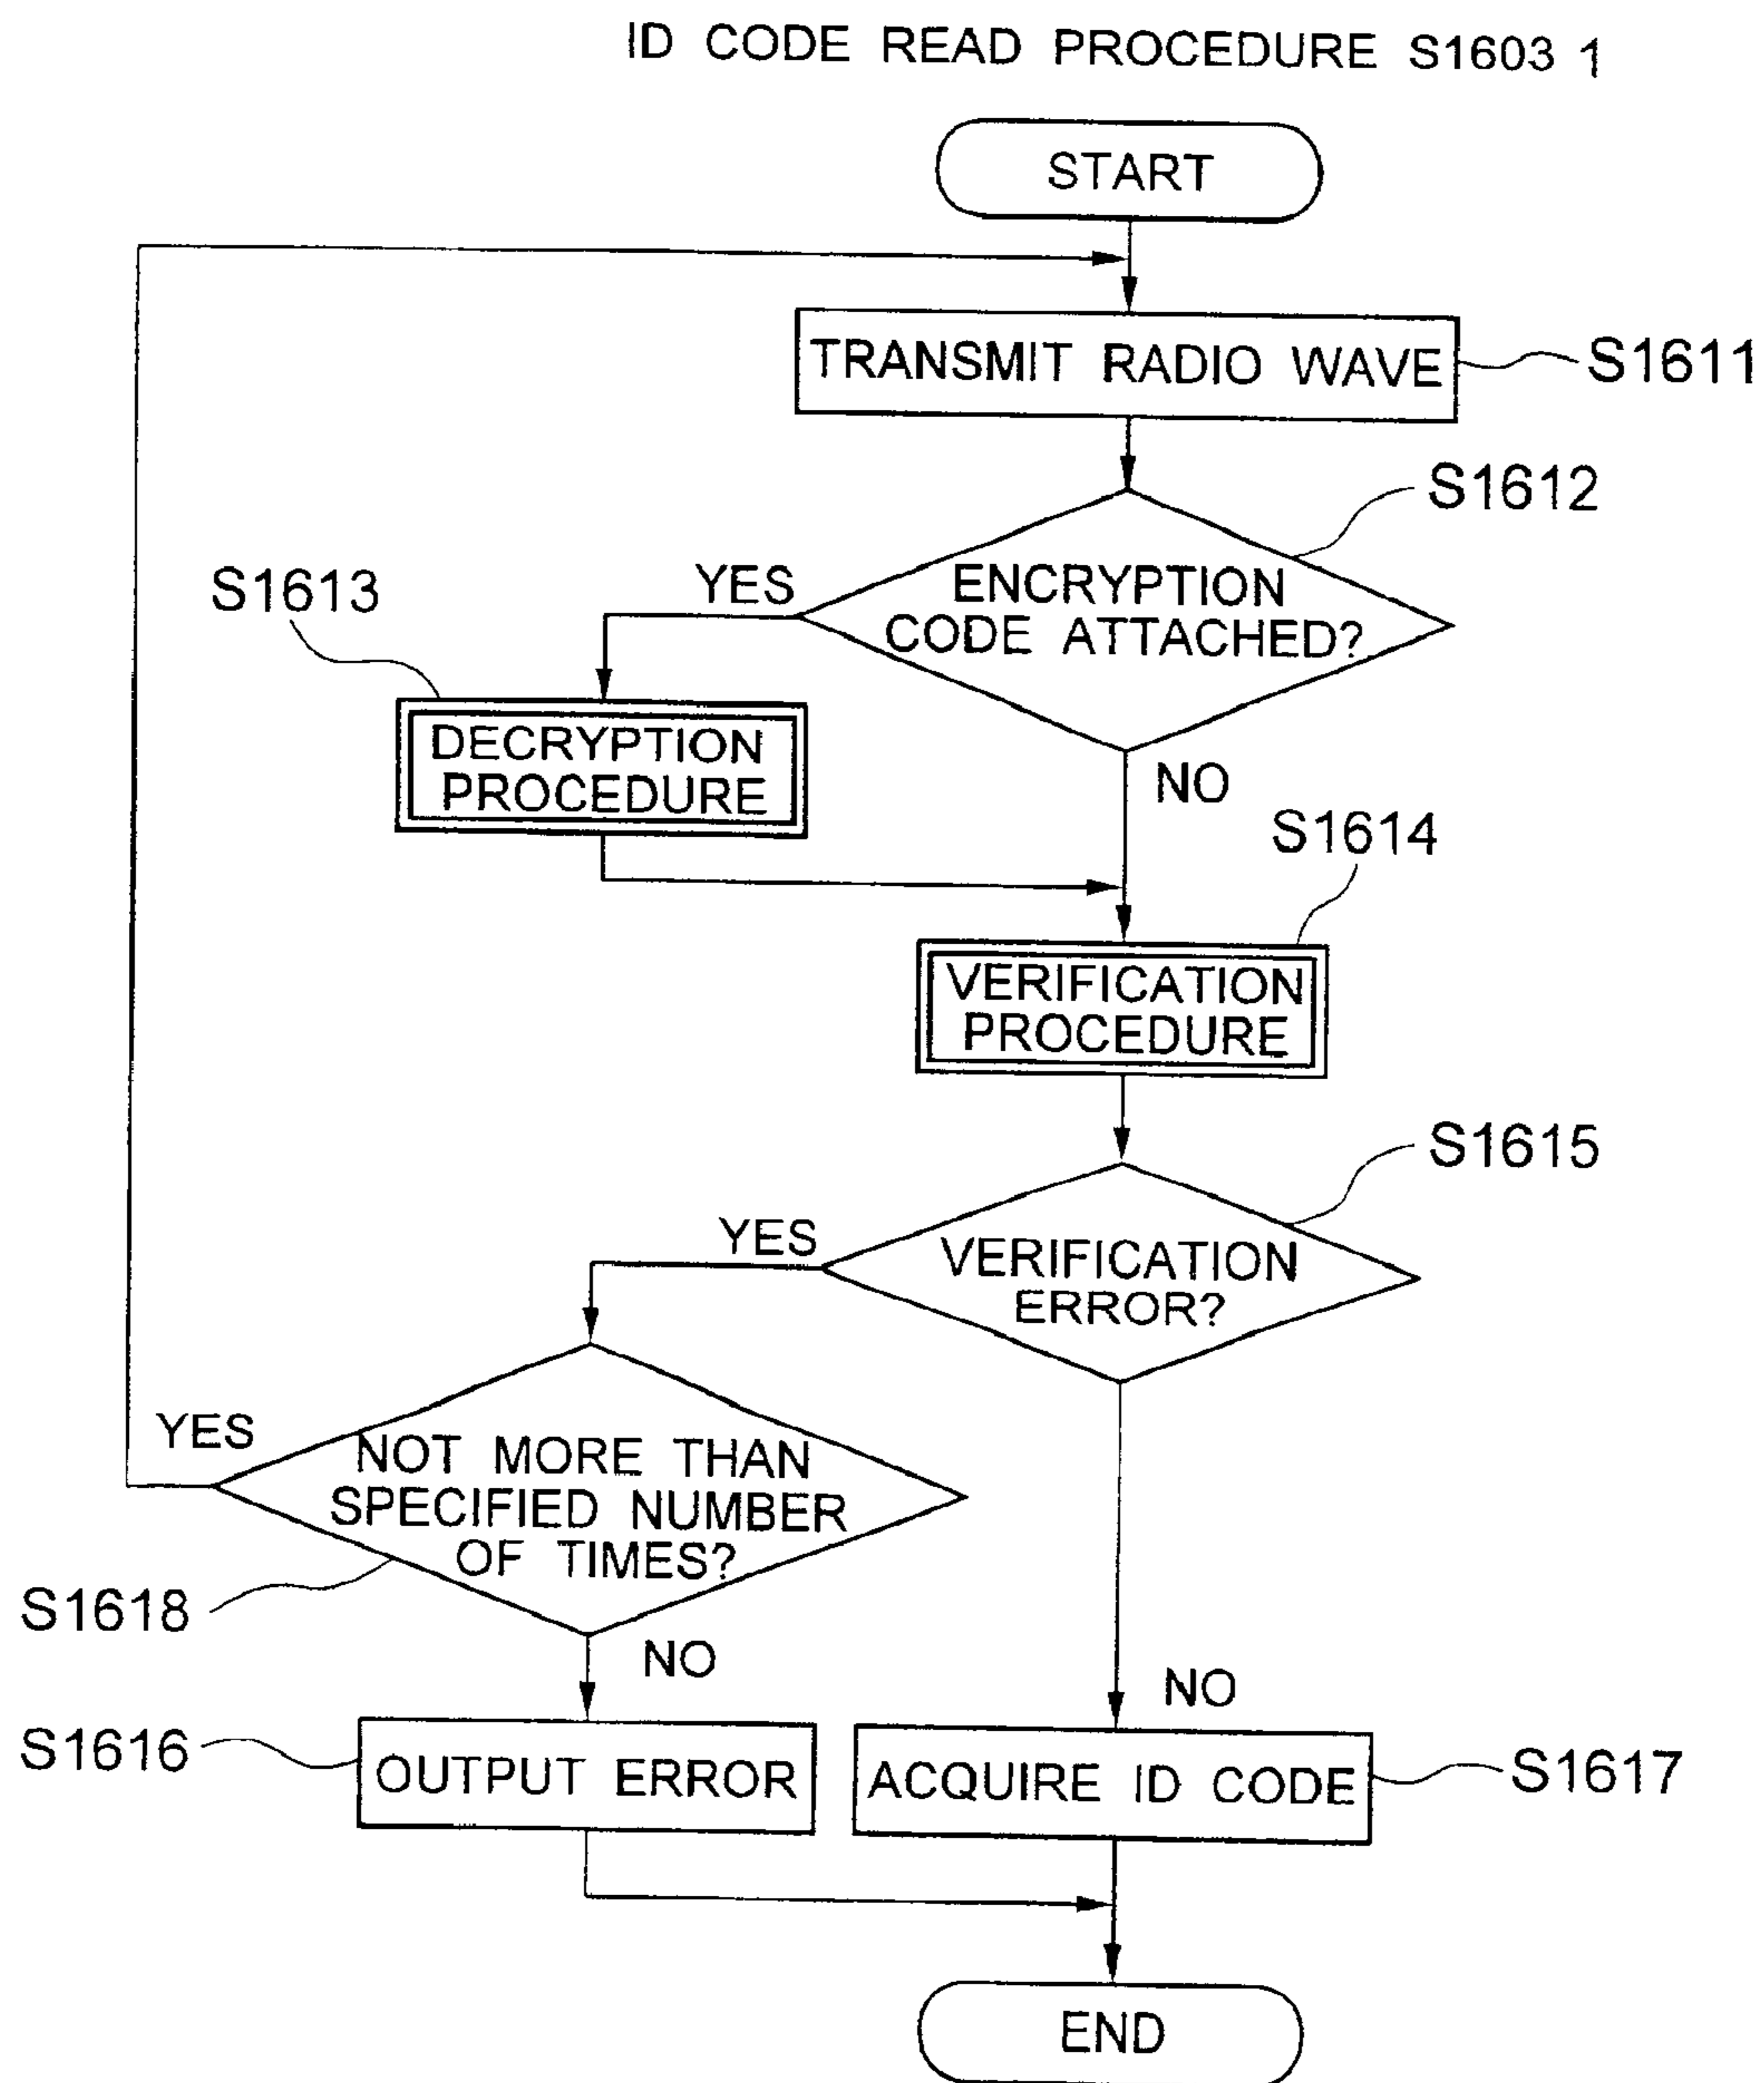 ID CODE READ PROCEDURE S1603 1
START
TRANSMIT RADIO WAVE
S1611
S1612
ENCRYPTION
CODE ATTACHED?
YES
S1613
DECRYPTION
PROCEDURE
NO
S1614
VERIFICATION
PROCEDURE
S1615
VERIFICATION
ERROR?
YES
YES
NOT MORE THAN
SPECIFIED NUMBER
OF TIMES?
S1618
NO
NO
S1616
OUTPUT ERROR
ACQUIRE ID CODE
S1617
END